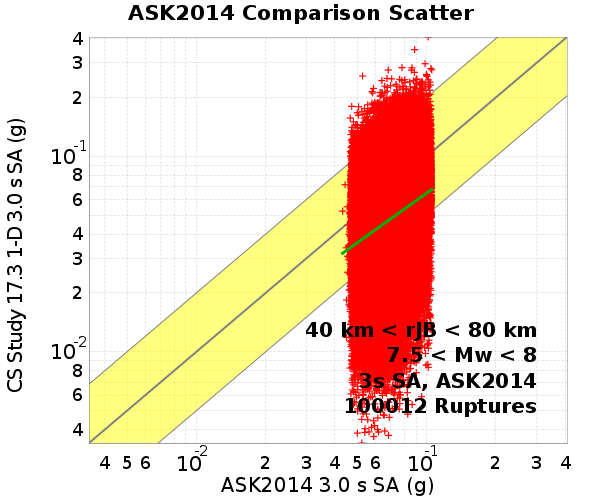 ASK2014 Comparison Scatter
CS Study 17.3 1-D 3.0 s SA (g)
4
3
2
10-1
8
6
4
3
2
10-2
8
6
4
40 km < rJB < 80 km
7.5 < Mw < 8
3s SA, ASK2014
100012 Ruptures
4 5 6 10-2 2 3 4 5 6 10-1 2 3 4
ASK2014 3.0 s SA (g)